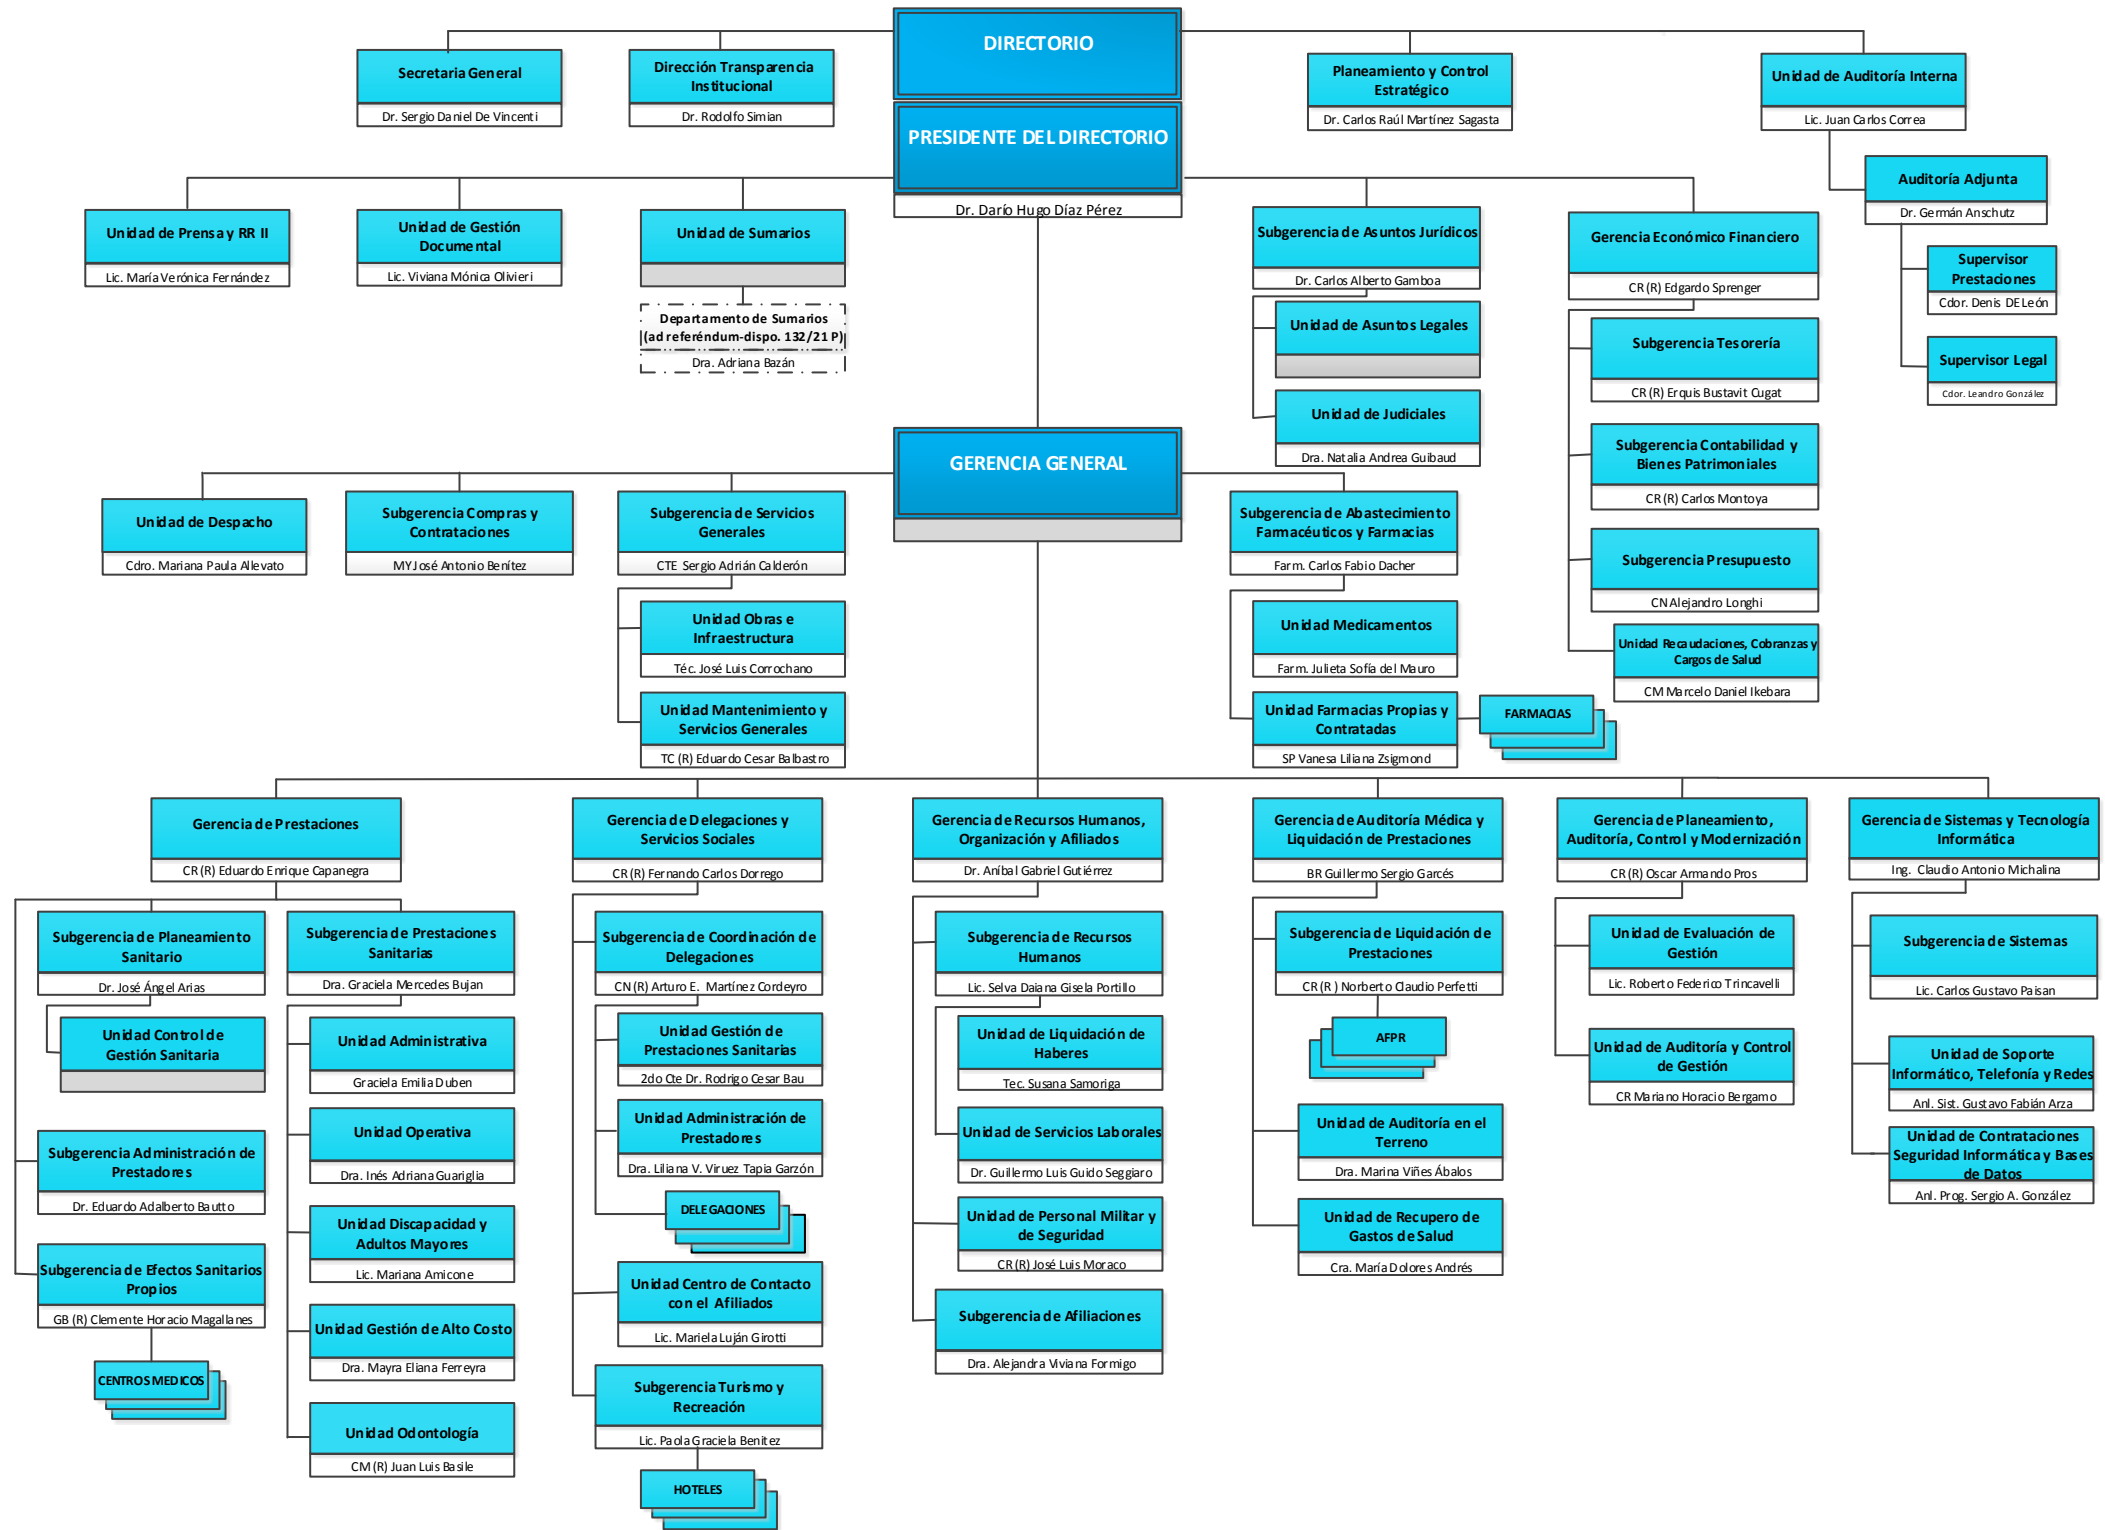 DIRECTORIO
Secretaria General
Dr. Sergio Daniel De Vincenti
Dirección Transparencia
Institucional
Dr. Rodolfo Simian
Planeamiento y Control
Estratégico
Dr. Carlos Raúl Martínez Sagasta
Unidad de Auditoría Interna
Lic. Juan Carlos Correa
Auditoría Adjunta
Dr. Germán Anschutz
Supervisor
Prestaciones
Cdor. Denis DE León
Supervisor Legal
Cdor. Leandro González
PRESIDENTE DEL DIRECTORIO
Dr. Darío Hugo Díaz Pérez
Unidad de Prensa y RR II
Lic. María Verónica Fernández
Unidad de Gestión
Documental
Lic. Viviana Mónica Olivieri
Unidad de Sumarios
Departamento de Sumarios
(ad referéndum-dispo. 132/21 P)
Dra. Adriana Bazán
Subgerencia de Asuntos Jurídicos
Dr. Carlos Alberto Gamboa
Unidad de Asuntos Legales
Unidad de Judiciales
Dra. Natalia Andrea Guibaud
Gerencia Económico Financiero
CR (R) Edgardo Sprenger
Subgerencia Tesorería
CR (R) Erquis Bustavit Cugat
Subgerencia Contabilidad y
Bienes Patrimoniales
CR (R) Carlos Montoya
Subgerencia Presupuesto
CN Alejandro Longhi
Unidad Recaudaciones, Cobranzas y
Cargos de Salud
CM Marcelo Daniel Ikebara
GERENCIA GENERAL
Unidad de Despacho
Cdro. Mariana Paula Allevato
Subgerencia Compras y
Contrataciones
MY José Antonio Benítez
Subgerencia de Servicios
Generales
CTE Sergio Adrián Calderón
Unidad Obras e
Infraestructura
Téc. José Luis Corrochano
Unidad Mantenimiento y
Servicios Generales
TC (R) Eduardo Cesar Balbastro
Subgerencia de Abastecimiento
Farmacéuticos y Farmacias
Farm. Carlos Fabio Dacher
Unidad Medicamentos
Farm. Julieta Sofía del Mauro
Unidad Farmacias Propias y
Contratadas
SP Vanesa Liliana Zsigmond
FARMACIAS
Gerencia de Prestaciones
CR (R) Eduardo Enrique Capanegra
Subgerencia de Planeamiento
Sanitario
Dr. José Ángel Arias
Unidad Control de
Gestión Sanitaria
Subgerencia Administración de
Prestadores
Dr. Eduardo Adalberto Bautto
Subgerencia de Efectos Sanitarios
Propios
GB (R) Clemente Horacio Magallanes
CENTROS MEDICOS
Subgerencia de Prestaciones
Sanitarias
Dra. Graciela Mercedes Bujan
Unidad Administrativa
Graciela Emilia Duben
Unidad Operativa
Dra. Inés Adriana Guariglia
Unidad Discapacidad y
Adultos Mayores
Lic. Mariana Amicone
Unidad Gestión de Alto Costo
Dra. Mayra Eliana Ferreyra
Unidad Odontología
CM (R) Juan Luis Basile
Gerencia de Delegaciones y
Servicios Sociales
CR (R) Fernando Carlos Dorrego
Subgerencia de Coordinación de
Delegaciones
CN (R) Arturo E. Martínez Cordeyro
Unidad Gestión de
Prestaciones Sanitarias
2do Cte Dr. Rodrigo Cesar Bau
Unidad Administración de
Prestadores
Dra. Liliana V. Viruez Tapia Garzón
DELEGACIONES
Unidad Centro de Contacto
con el Afiliados
Lic. Mariela Luján Girotti
Subgerencia Turismo y
Recreación
Lic. Paola Graciela Benitez
HOTELES
Gerencia de Recursos Humanos,
Organización y Afiliados
Dr. Aníbal Gabriel Gutiérrez
Subgerencia de Recursos
Humanos
Lic. Selva Daiana Gisela Portillo
Unidad de Liquidación de
Haberes
Tec. Susana Samoriga
Unidad de Servicios Laborales
Dr. Guillermo Luis Guido Seggiaro
Unidad de Personal Militar y
de Seguridad
CR (R) José Luis Moraco
Subgerencia de Afiliaciones
Dra. Alejandra Viviana Formigo
Gerencia de Auditoría Médica y
Liquidación de Prestaciones
BR Guillermo Sergio Garcés
Subgerencia de Liquidación de
Prestaciones
CR (R ) Norberto Claudio Perfetti
AFPR
Unidad de Auditoría en el
Terreno
Dra. Marina Viñes Ábalos
Unidad de Recupero de
Gastos de Salud
Cra. María Dolores Andrés
Gerencia de Planeamiento,
Auditoría, Control y Modernización
CR (R) Oscar Armando Pros
Unidad de Evaluación de
Gestión
Lic. Roberto Federico Trincavelli
Unidad de Auditoría y Control
de Gestión
CR Mariano Horacio Bergamo
Gerencia de Sistemas y Tecnología
Informática
Ing. Claudio Antonio Michalina
Subgerencia de Sistemas
Lic. Carlos Gustavo Paisan
Unidad de Soporte
Informático, Telefonía y Redes
Anl. Sist. Gustavo Fabián Arza
Unidad de Contrataciones
Seguridad Informática y Bases
de Datos
Anl. Prog. Sergio A. González